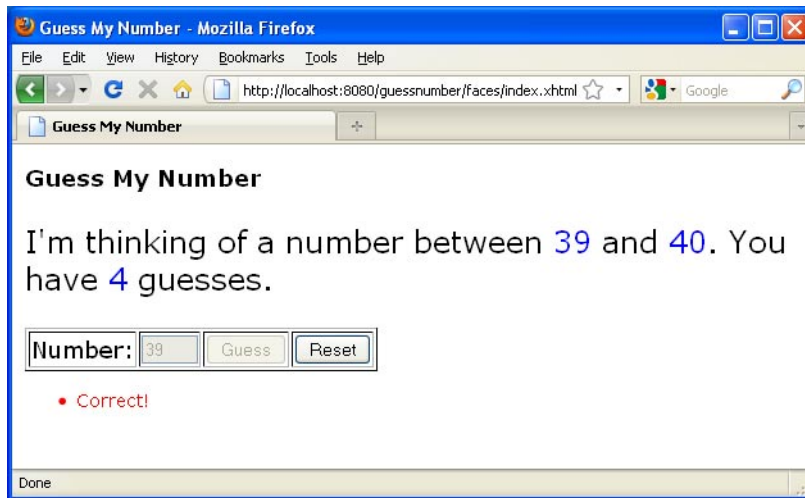 Guess My Number - Mozilla Firefox
File Edit View History Bookmarks Tools Help
http://localhost:8080/guessnumber/faces/index.xhtml Google
Guess My Number
Guess My Number
I'm thinking of a number between 39 and 40. You
have 4 guesses.
Number: 39 Guess Reset
• Correct!
Done